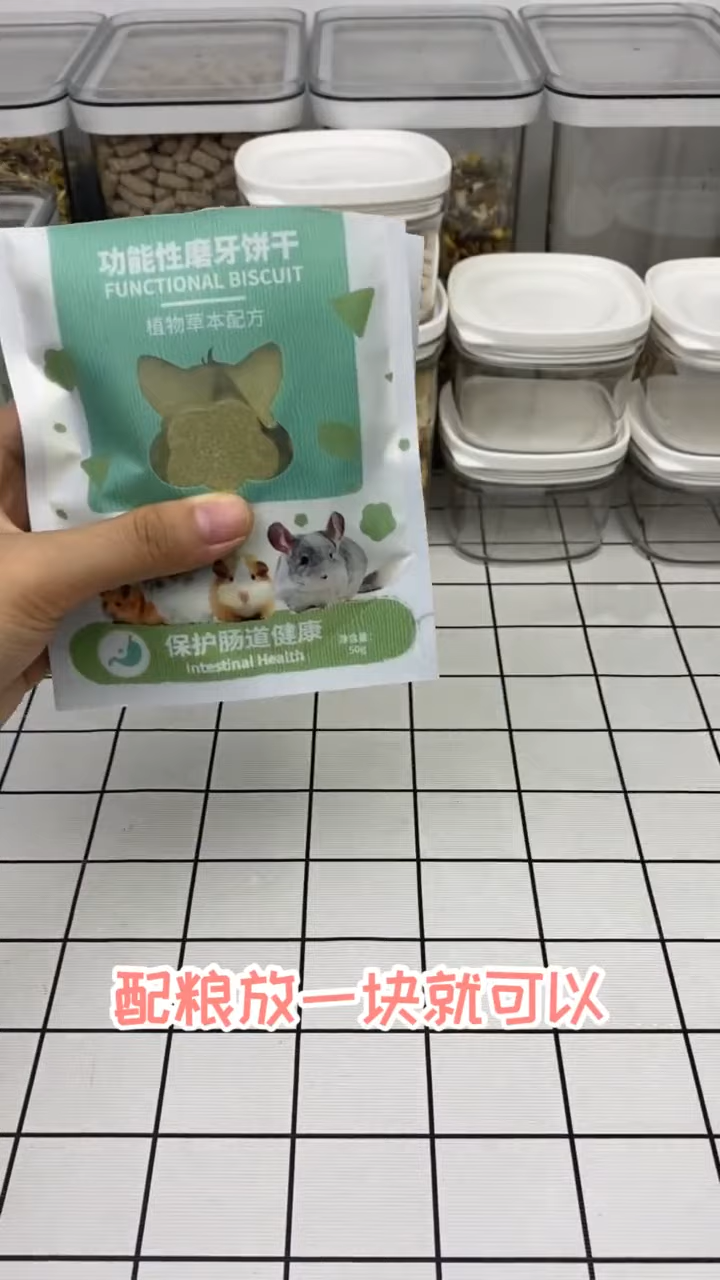 功能性磨牙饼干
FUNCTIONAL BISCUIT
植物草本配方
保护肠道健康
Intestinal Health
净含量:
50g
配粮放一块就可以